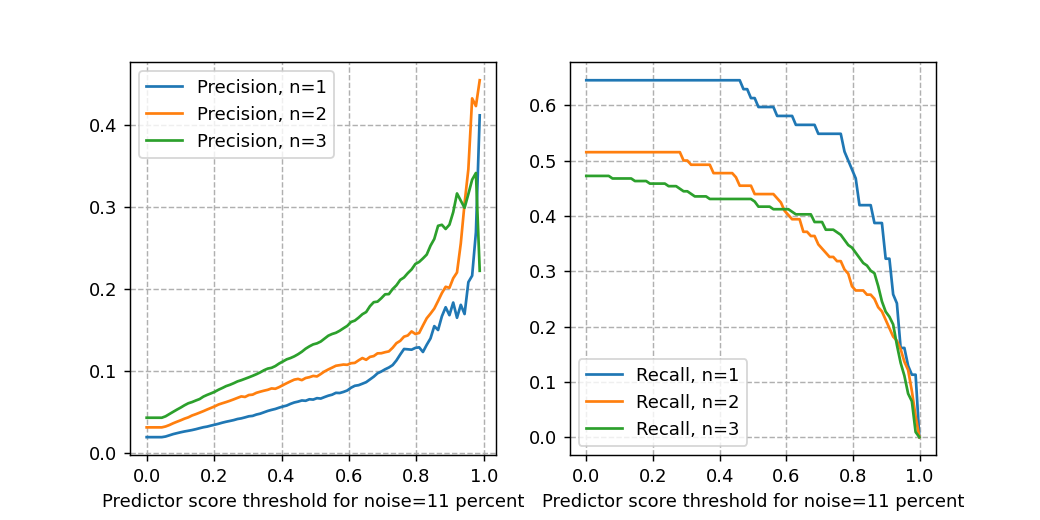 Precision, n=1
Precision, n=2
Precision, n=3
0.4
0.3
0.2
0.1
0.0
0.0 0.2 0.4 0.6 0.8 1.0
Predictor score threshold for noise=11 percent
0.6
0.5
0.4
0.3
0.2
0.1
0.0
Recall, n=1
Recall, n=2
Recall, n=3
0.0 0.2 0.4 0.6 0.8 1.0
Predictor score threshold for noise=11 percent